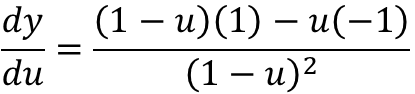 dy/du = ((1 − u)(1) − u(−1))/((1 − u)²)